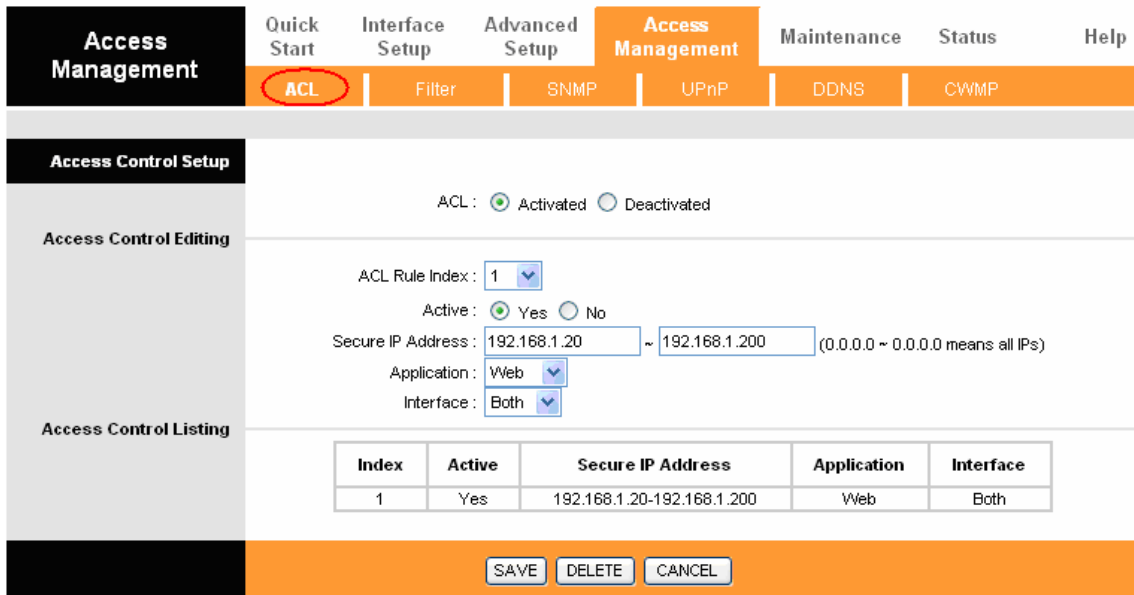 Access Management
Quick Start
Interface Setup
Advanced Setup
Access Management
Maintenance
Status
Help
ACL
Filter
SNMP
UPnP
DDNS
CWMP
Access Control Setup
ACL : Activated Deactivated
Access Control Editing
ACL Rule Index : 1
Active : Yes No
Secure IP Address : 192.168.1.20 ~ 192.168.1.200 (0.0.0.0 ~ 0.0.0.0 means all IPs)
Application : Web
Interface : Both
Access Control Listing
Index Active Secure IP Address Application Interface
1 Yes 192.168.1.20-192.168.1.200 Web Both
SAVE DELETE CANCEL